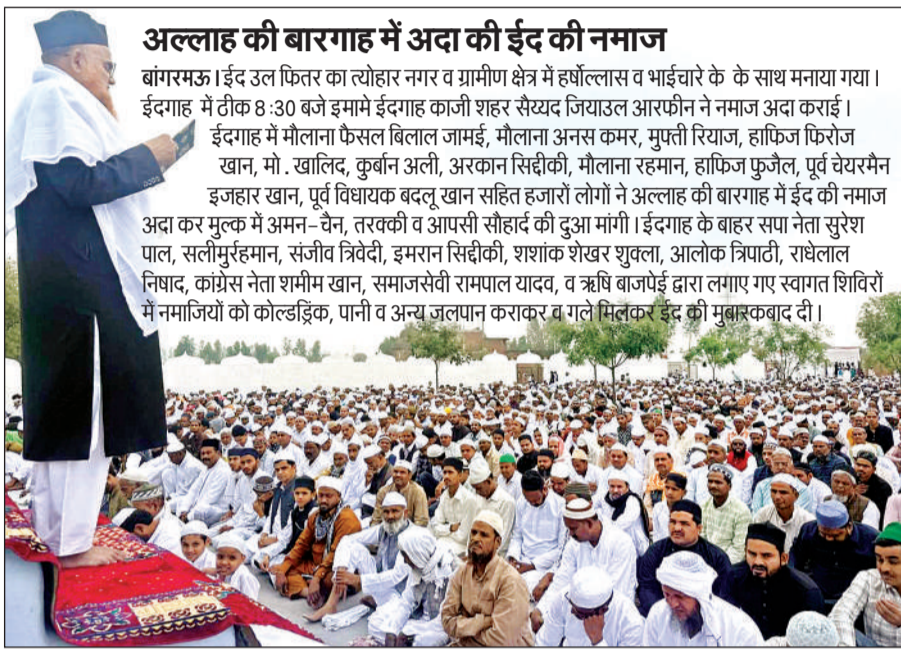 अल्लाह की बारगाह में अदा की ईद की नमाज
बांगरमऊ। ईद उल फितर का त्योहार नगर व ग्रामीण क्षेत्र में हर्षोल्लास व भाईचारे के के साथ मनाया गया।
ईदगाह में ठीक 8:30 बजे इमामे ईदगाह काजी शहर सैय्यद जियाउल आरफीन ने नमाज अदा कराई।
ईदगाह में मौलाना फैसल बिलाल जामई, मौलाना अनस कमर, मुफ्ती रियाज, हाफिज फिरोज
खान, मो. खालिद, कुर्बान अली, अरकान सिद्दीकी, मौलाना रहमान, हाफिज फुजैल, पूर्व चेयरमैन
इजहार खान, पूर्व विधायक बदलू खान सहित हजारों लोगों ने अल्लाह की बारगाह में ईद की नमाज
अदा कर मुल्क में अमन-चैन, तरक्की व आपसी सौहार्द की दुआ मांगी। ईदगाह के बाहर सपा नेता सुरेश
पाल, सलीमुर्रहमान, संजीव त्रिवेदी, इमरान सिद्दीकी, शशांक शेखर शुक्ला, आलोक त्रिपाठी, राधेलाल
निषाद, कांग्रेस नेता शमीम खान, समाजसेवी रामपाल यादव, व ऋषि बाजपेई द्वारा लगाए गए स्वागत शिविरों
में नमाजियों को कोल्डड्रिंक, पानी व अन्य जलपान कराकर व गले मिलकर ईद की मुबारकबाद दी।